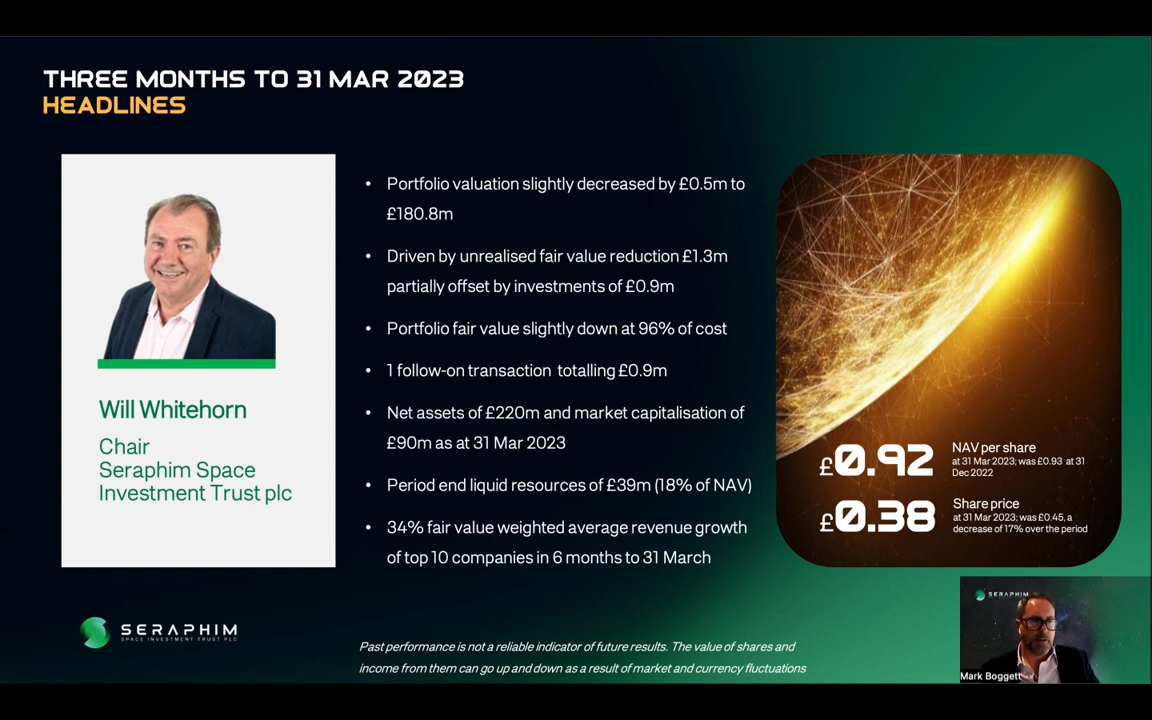 THREE MONTHS TO 31 MAR 2023
HEADLINES
Will Whitehorn
Chair
Seraphim Space
Investment Trust plc
• Portfolio valuation slightly decreased by £0.5m to
£180.8m
• Driven by unrealised fair value reduction £1.3m
partially offset by investments of £0.9m
• Portfolio fair value slightly down at 96% of cost
• 1 follow-on transaction totalling £0.9m
• Net assets of £220m and market capitalisation of
£90m as at 31 Mar 2023
• Period end liquid resources of £39m (18% of NAV)
• 34% fair value weighted average revenue growth
of top 10 companies in 6 months to 31 March
£0.92
NAV per share
at 31 Mar 2023; was £0.93 at 31
Dec 2022
£0.38
Share price
at 31 Mar 2023; was £0.45, a
decrease of 17% over the period
SERAPHIM
SPACE INVESTMENT TRUST PLC
Past performance is not a reliable indicator of future results. The value of shares and
income from them can go up and down as a result of market and currency fluctuations
SERAPHIM
Mark Boggett